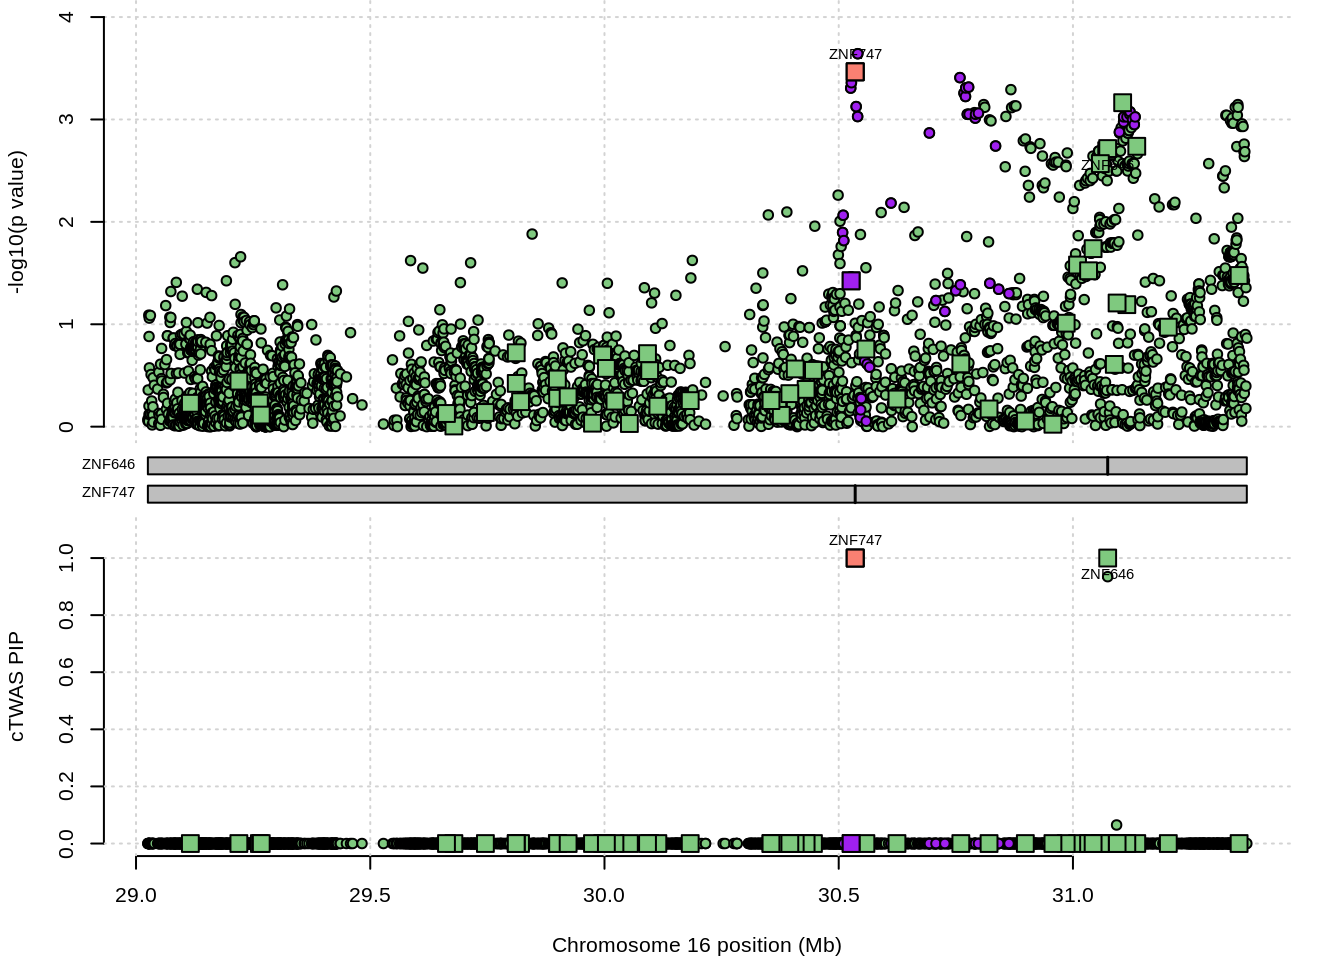 4
3
2
1
0
-log10(p value)
ZNF747
ZNF646
ZNF646
ZNF747
ZNF747
ZNF646
1.0
0.8
0.6
0.4
0.2
0.0
cTWAS PIP
29.0 29.5 30.0 30.5 31.0
Chromosome 16 position (Mb)